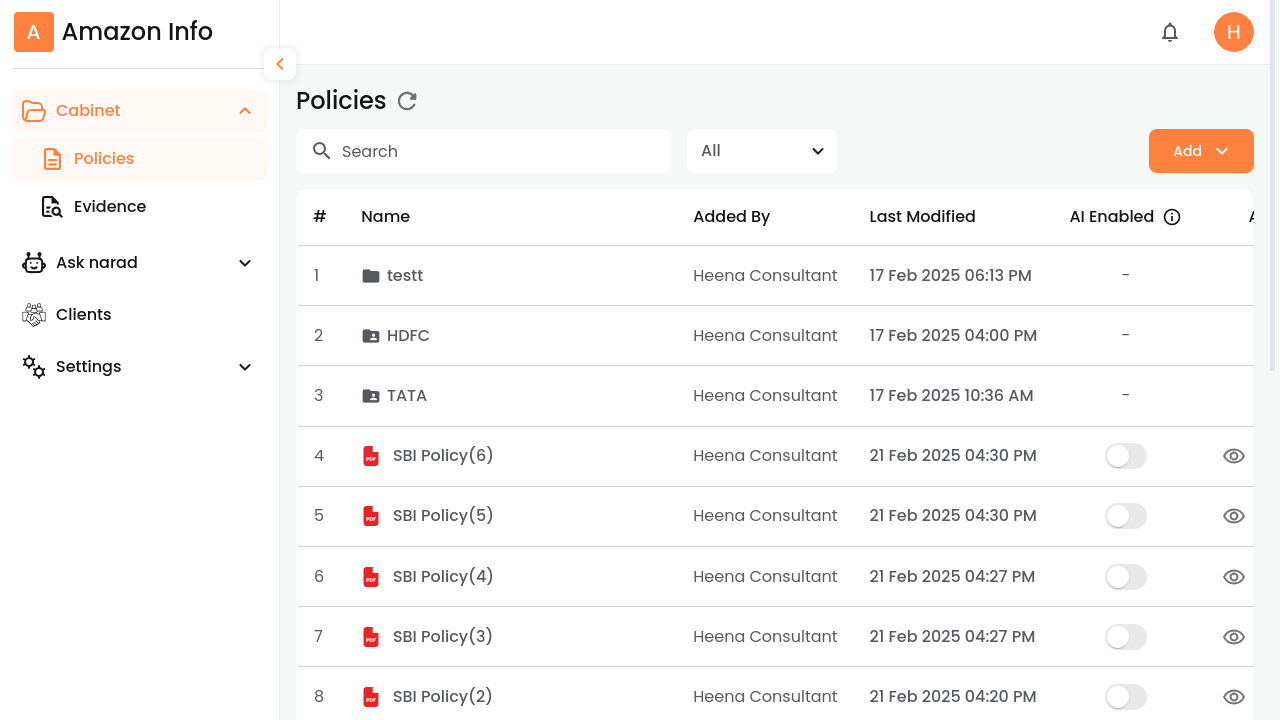 A Amazon Info
H
Cabinet
Policies
Evidence
Ask narad
Clients
Settings
Policies
Search
All
Add
# Name Added By Last Modified AI Enabled
1 testt Heena Consultant 17 Feb 2025 06:13 PM -
2 HDFC Heena Consultant 17 Feb 2025 04:00 PM -
3 TATA Heena Consultant 17 Feb 2025 10:36 AM -
4 PDF SBI Policy(6) Heena Consultant 21 Feb 2025 04:30 PM
5 PDF SBI Policy(5) Heena Consultant 21 Feb 2025 04:30 PM
6 PDF SBI Policy(4) Heena Consultant 21 Feb 2025 04:27 PM
7 PDF SBI Policy(3) Heena Consultant 21 Feb 2025 04:27 PM
8 PDF SBI Policy(2) Heena Consultant 21 Feb 2025 04:20 PM